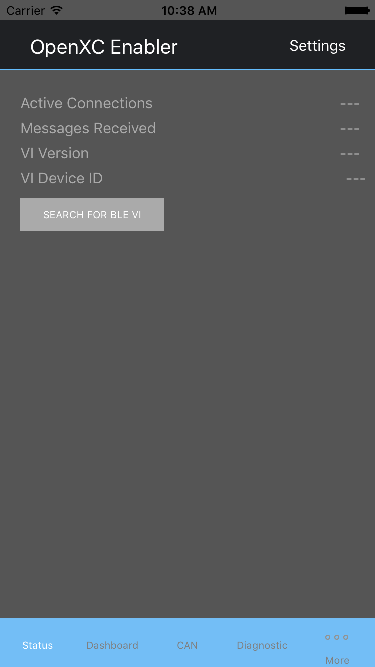 Carrier 10:38 AM
OpenXC Enabler Settings
Active Connections ---
Messages Received ---
VI Version ---
VI Device ID ---
SEARCH FOR BLE VI
Status Dashboard CAN Diagnostic More